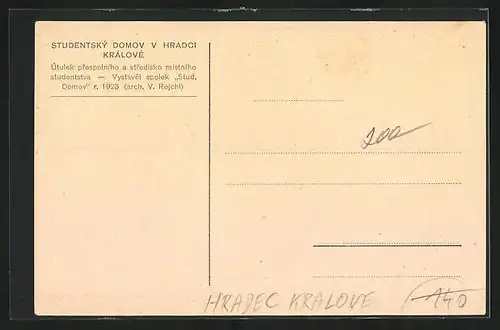 STUDENTSKÝ DOMOV V HRADCI
KRÁLOVÉ
Útulek přespolního a středisko místního
studentstva — Vystavěl spolek „Stud.
Domov" r. 1923 (arch. V. Rejchl)
200
HRADEC KRALOVE
140